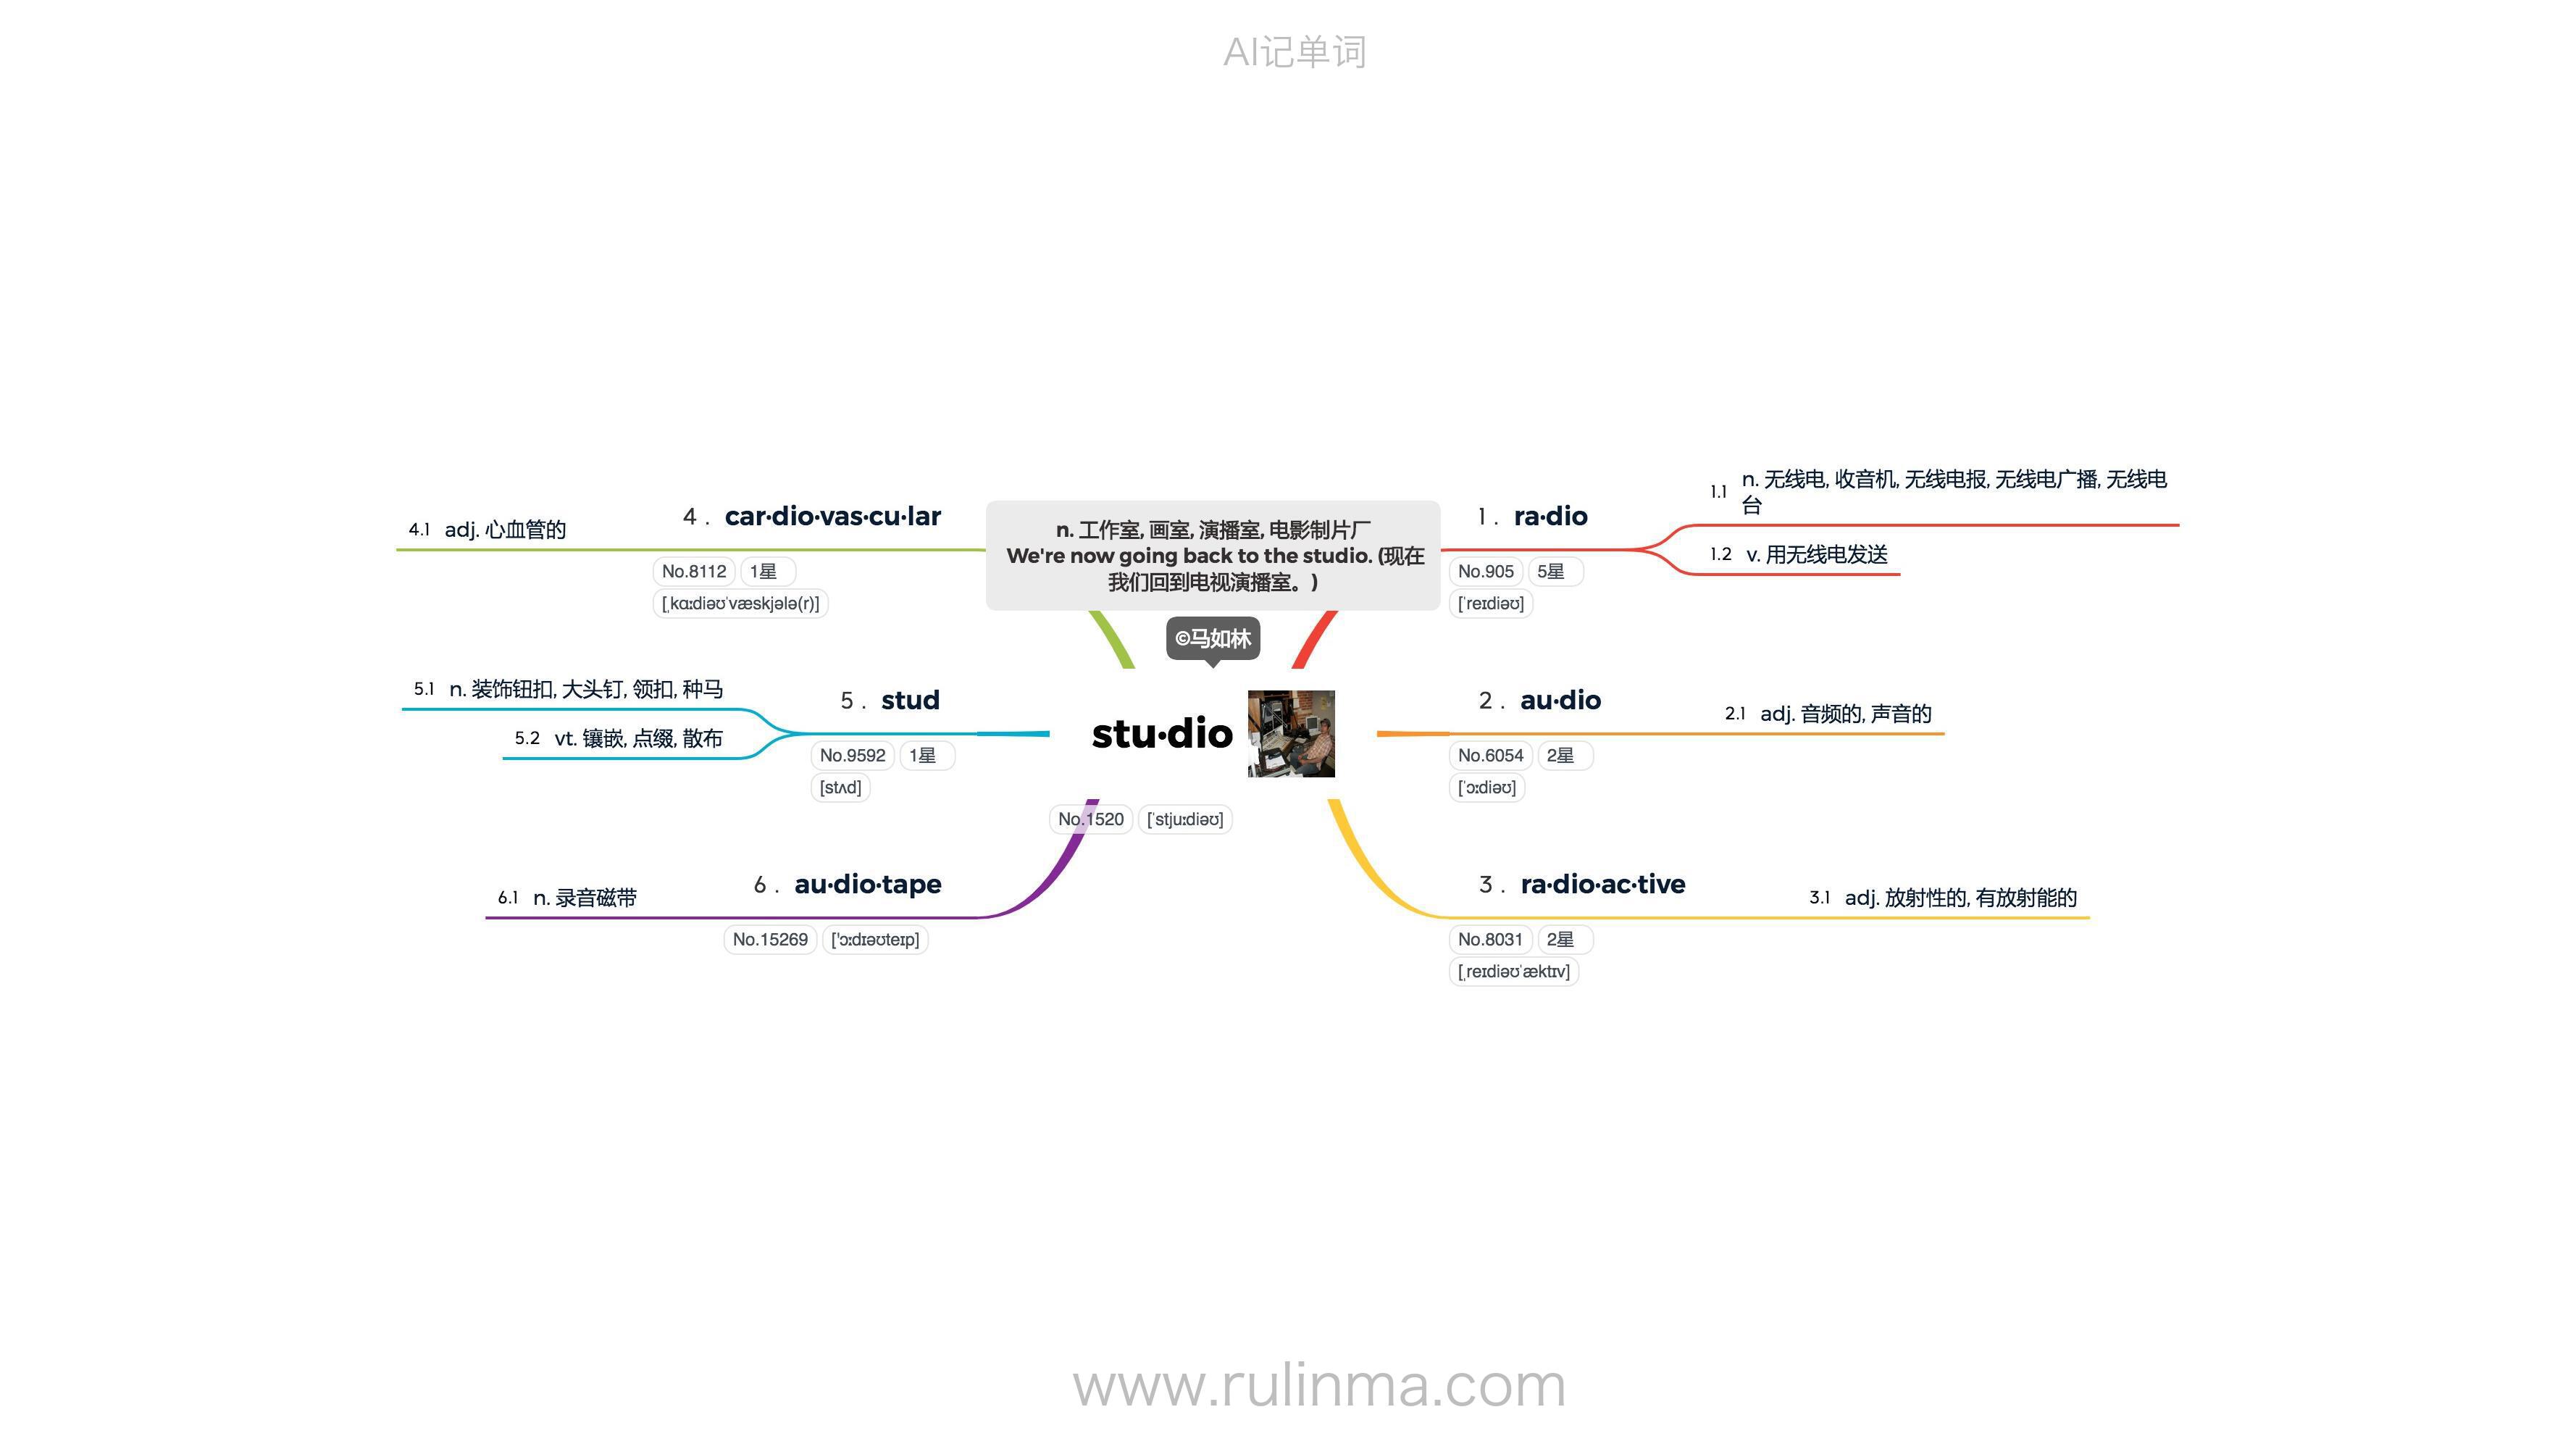 AI记单词
n. 工作室, 画室, 演播室, 电影制片厂
We're now going back to the studio. (现在
我们回到电视演播室。)
©马如林
stu·dio
No.1520 [ˈstjuːdiəʊ]
1 . ra·dio
No.905 5星
[ˈreɪdiəʊ]
1.1 n. 无线电, 收音机, 无线电报, 无线电广播, 无线电
台
1.2 v. 用无线电发送
2 . au·dio
No.6054 2星
[ˈɔːdiəʊ]
2.1 adj. 音频的, 声音的
3 . ra·dio·ac·tive
No.8031 2星
[ˌreɪdiəʊˈæktɪv]
3.1 adj. 放射性的, 有放射能的
4 . car·dio·vas·cu·lar
No.8112 1星
[ˌkɑːdiəʊˈvæskjələ(r)]
4.1 adj. 心血管的
5 . stud
No.9592 1星
[stʌd]
5.1 n. 装饰钮扣, 大头钉, 领扣, 种马
5.2 vt. 镶嵌, 点缀, 散布
6 . au·dio·tape
No.15269 ['ɔːdɪəʊteɪp]
6.1 n. 录音磁带
www.rulinma.com